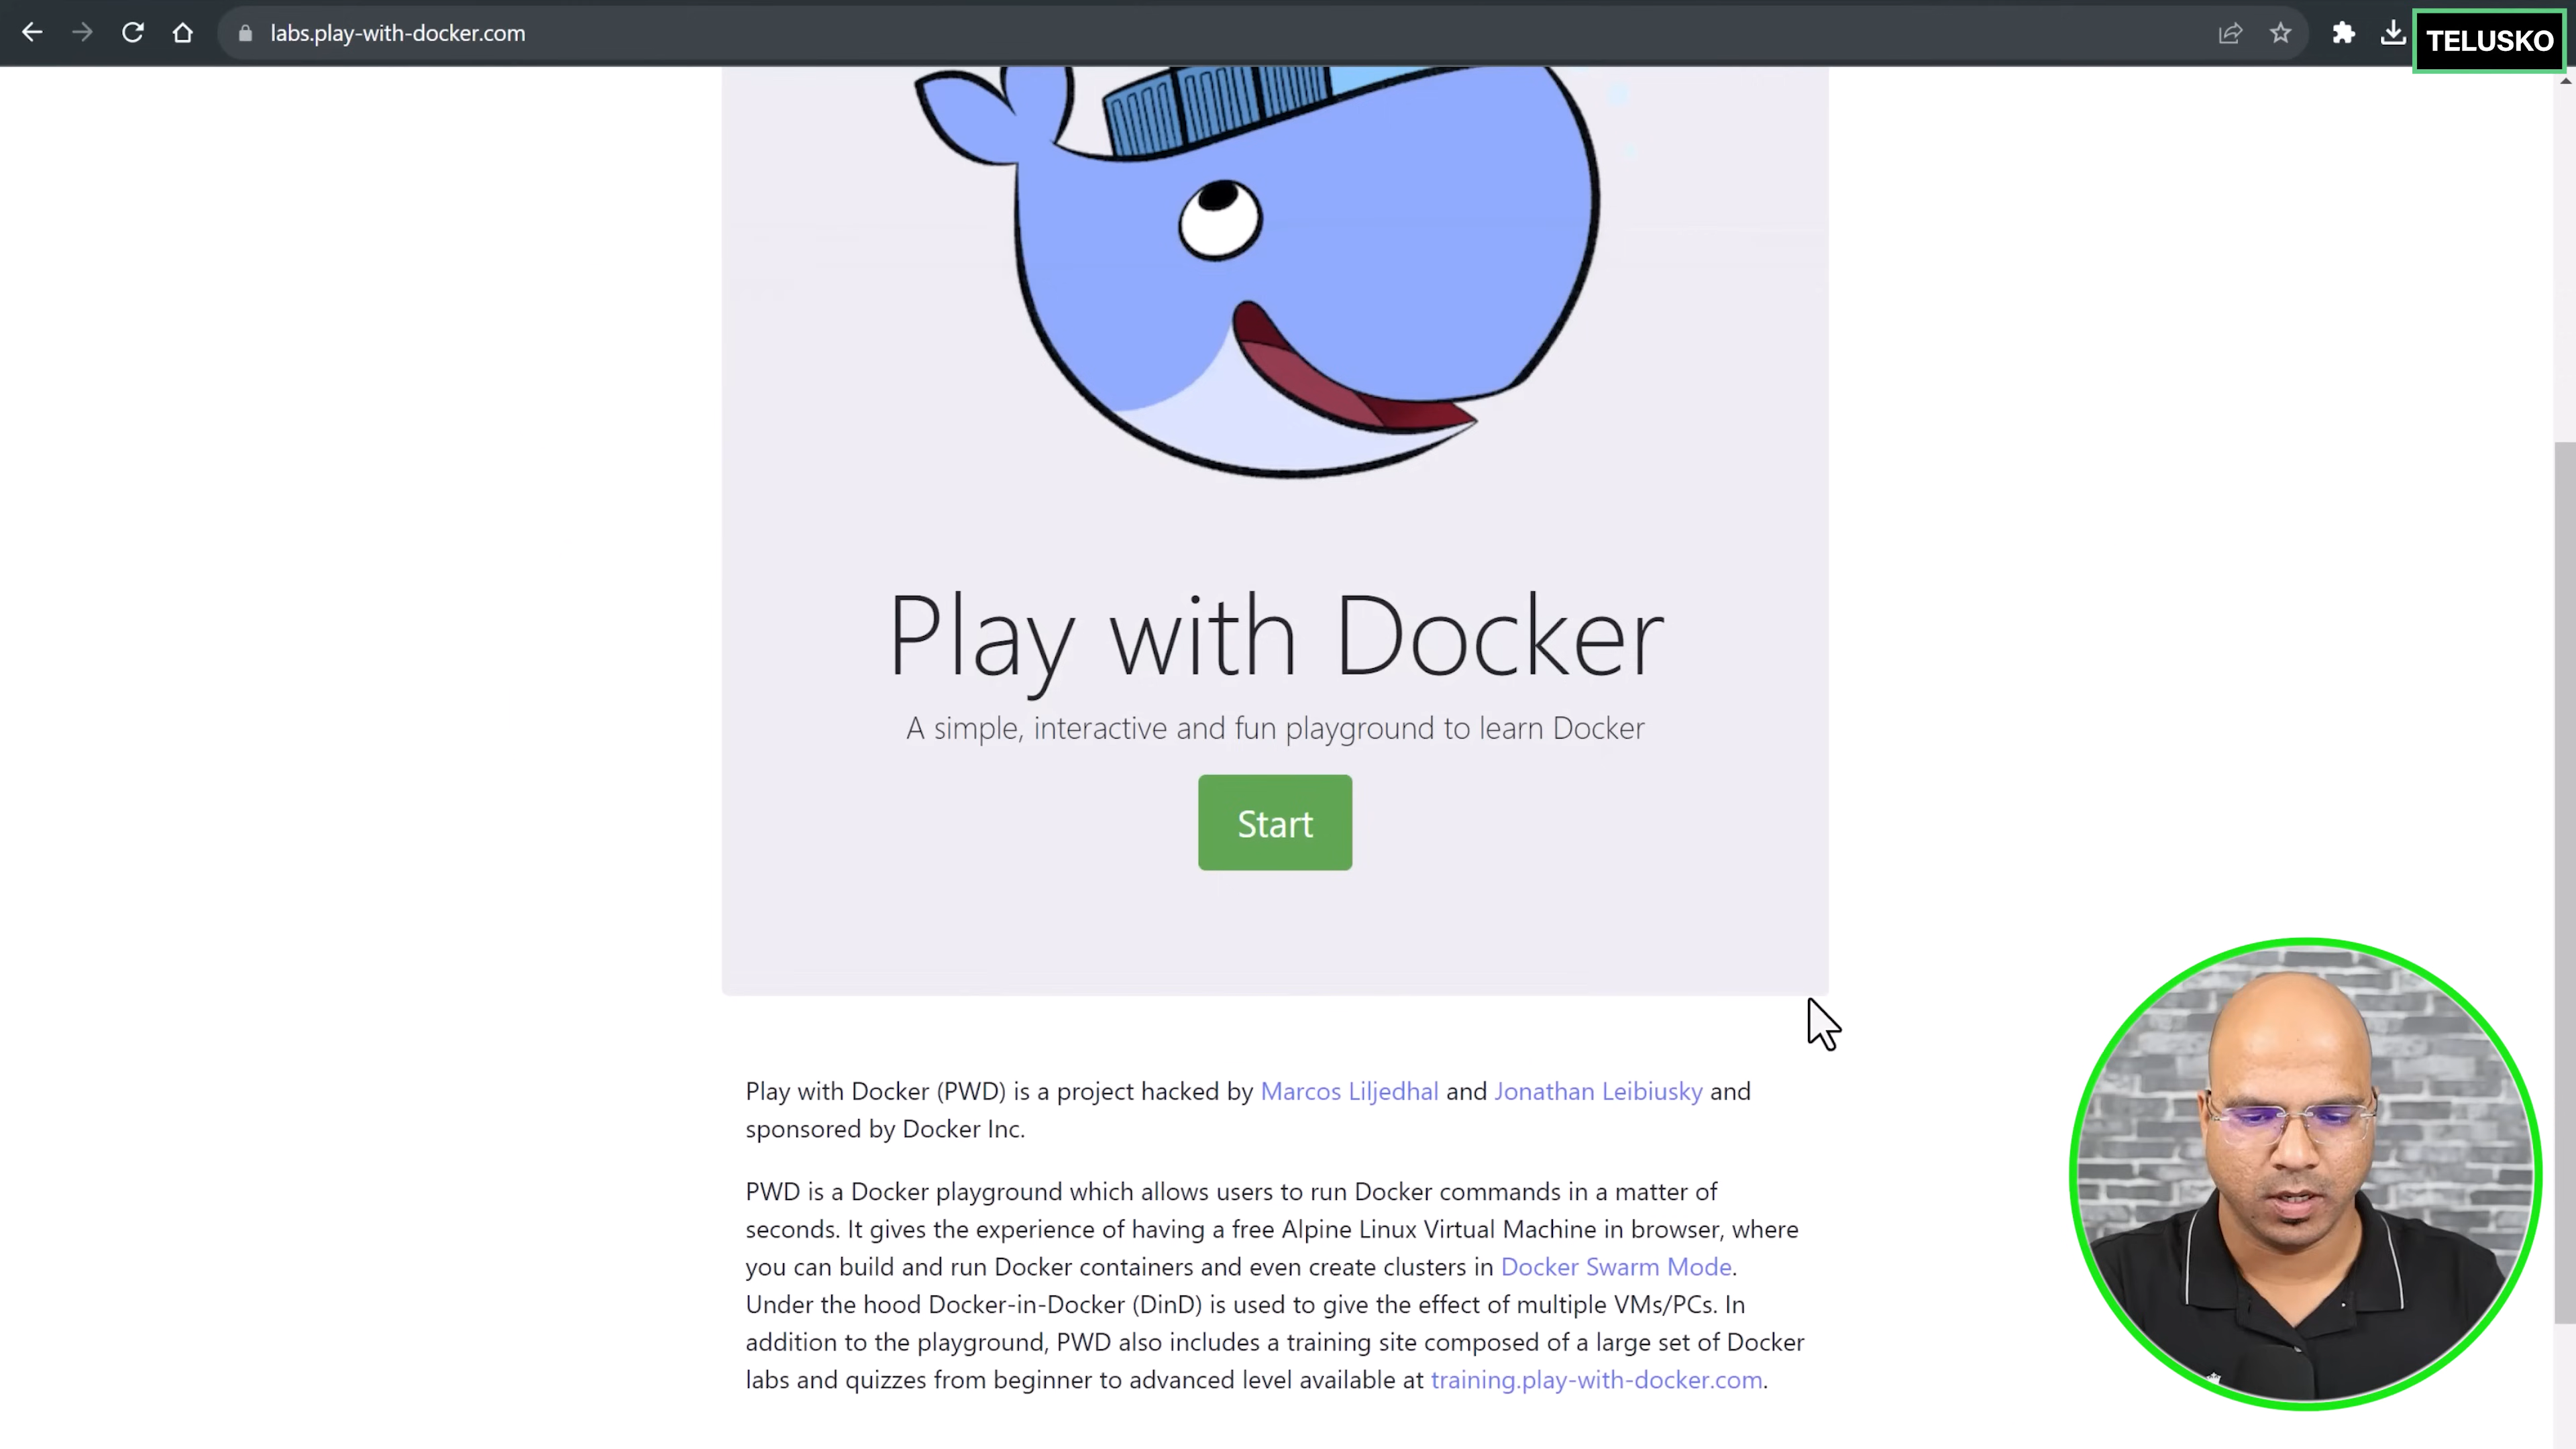 labs.play-with-docker.com
TELUSKO
Play with Docker
A simple, interactive and fun playground to learn Docker
Start
Play with Docker (PWD) is a project hacked by Marcos Liljedhal and Jonathan Leibiusky and
sponsored by Docker Inc.
PWD is a Docker playground which allows users to run Docker commands in a matter of
seconds. It gives the experience of having a free Alpine Linux Virtual Machine in browser, where
you can build and run Docker containers and even create clusters in Docker Swarm Mode.
Under the hood Docker-in-Docker (DinD) is used to give the effect of multiple VMs/PCs. In
addition to the playground, PWD also includes a training site composed of a large set of Docker
labs and quizzes from beginner to advanced level available at training.play-with-docker.com.